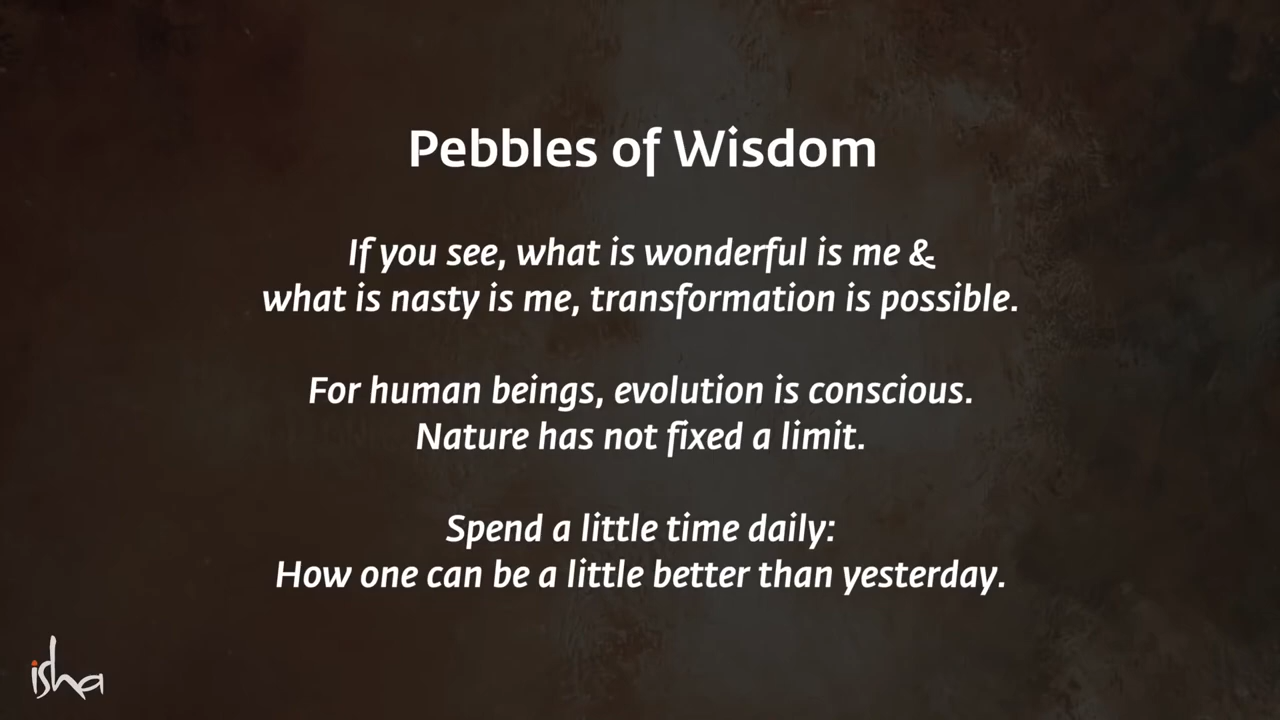 Pebbles of Wisdom
If you see, what is wonderful is me &
what is nasty is me, transformation is possible.
For human beings, evolution is conscious.
Nature has not fixed a limit.
Spend a little time daily:
How one can be a little better than yesterday.
isha